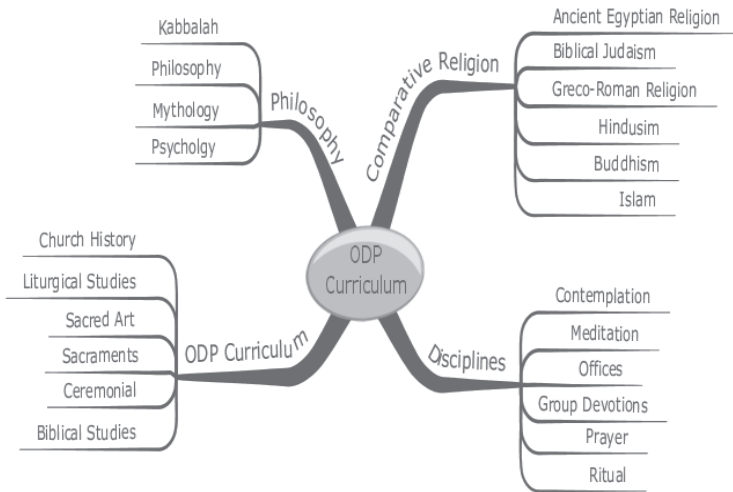 Kabbalah
Philosophy
Mythology
Psycholgy
Philosophy
Comparative Religion
Ancient Egyptian Religion
Biblical Judaism
Greco-Roman Religion
Hindusim
Buddhism
Islam
ODP
Curriculum
Church History
Liturgical Studies
Sacred Art
Sacraments
Ceremonial
Biblical Studies
ODP Curriculum
Disciplines
Contemplation
Meditation
Offices
Group Devotions
Prayer
Ritual